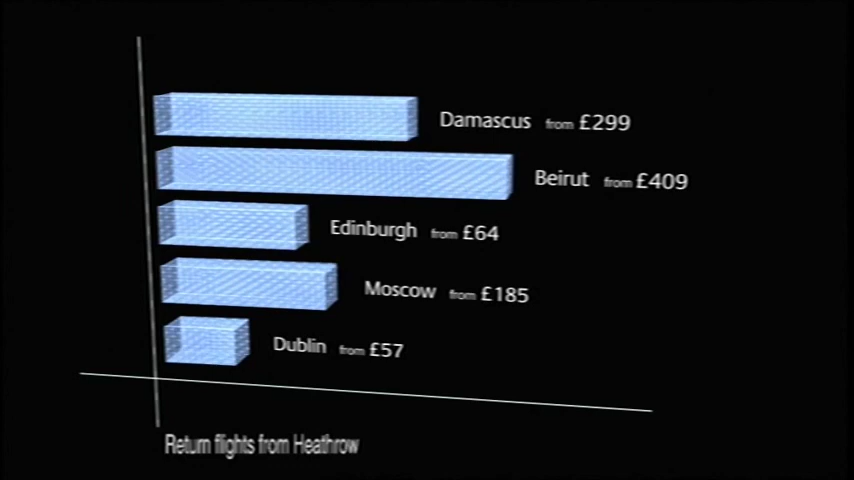 Damascus from £299
Beirut from £409
Edinburgh from £64
Moscow from £185
Dublin from £57
Return flights from Heathrow